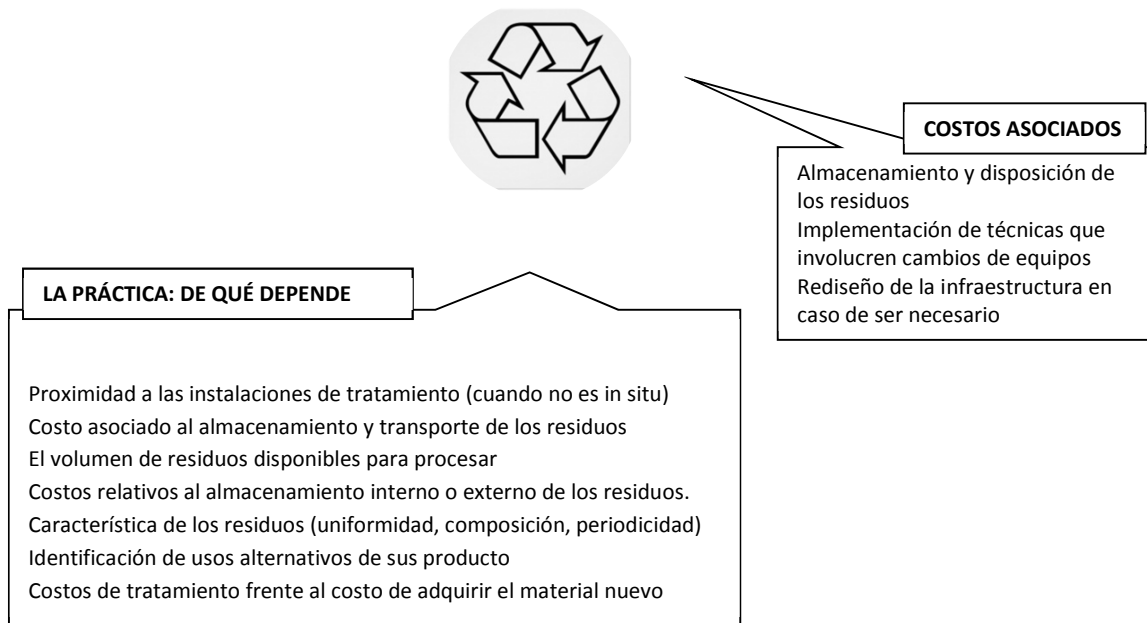 COSTOS ASOCIADOS
Almacenamiento y disposición de
los residuos
Implementación de técnicas que
involucren cambios de equipos
Rediseño de la infraestructura en
caso de ser necesario
LA PRÁCTICA: DE QUÉ DEPENDE
Proximidad a las instalaciones de tratamiento (cuando no es in situ)
Costo asociado al almacenamiento y transporte de los residuos
El volumen de residuos disponibles para procesar
Costos relativos al almacenamiento interno o externo de los residuos.
Característica de los residuos (uniformidad, composición, periodicidad)
Identificación de usos alternativos de sus producto
Costos de tratamiento frente al costo de adquirir el material nuevo